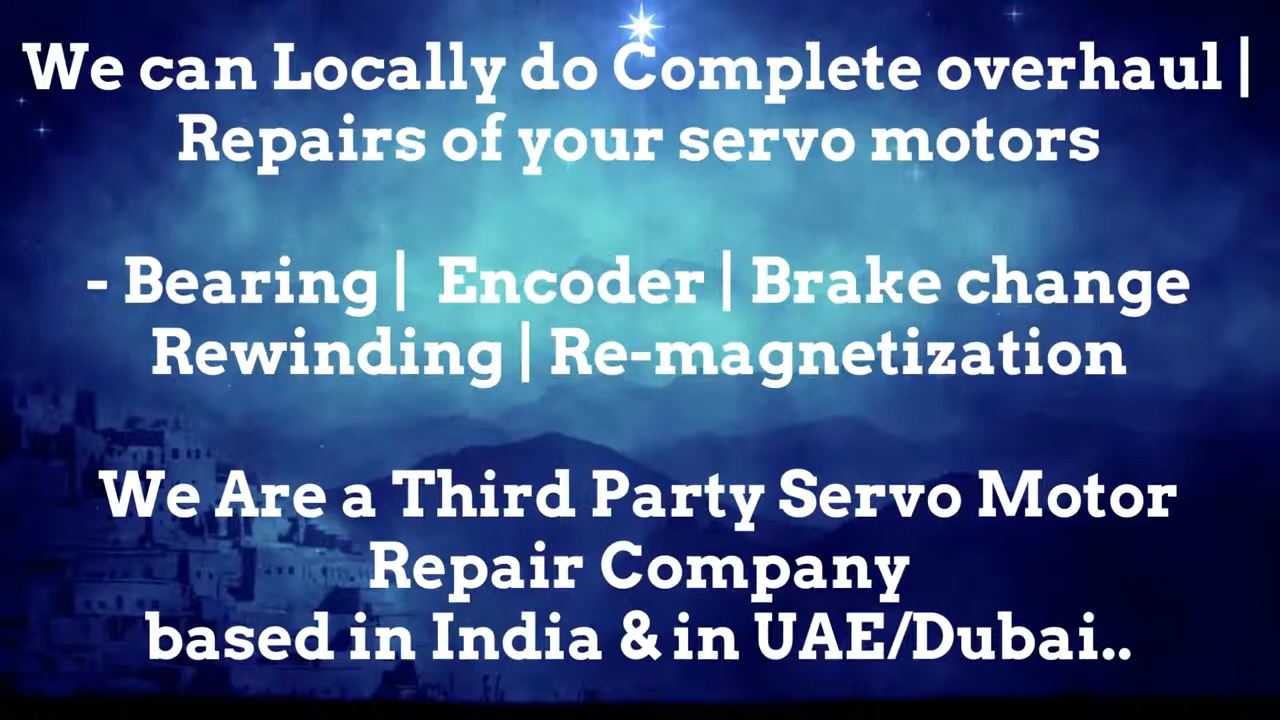 We can Locally do Complete overhaul |
Repairs of your servo motors
- Bearing | Encoder | Brake change
Rewinding | Re-magnetization
We Are a Third Party Servo Motor
Repair Company
based in India & in UAE/Dubai..